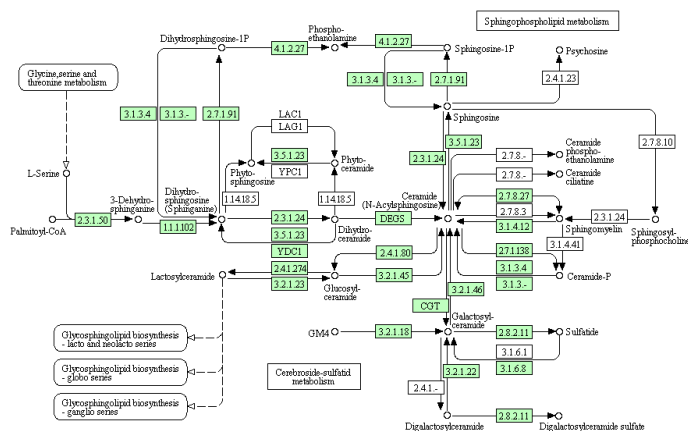 Sphingophospholipid metabolism
Phospho-
ethanolamine
Dihydrosphingosine-1P
4.1.2.27
4.1.2.27
Sphingosine-1P
Psychosine
Glycine,serine and
threonine metabolism
3.1.3.4
3.1.3.-
2.7.1.91
2.4.1.23
3.1.3.4
3.1.3.-
2.7.1.91
LAC1
LAG1
Sphingosine
3.5.1.23
YPC1
Phyto-
sphingosine
Phyto-
ceramide
3.5.1.23
2.3.1.24
2.7.8.10
2.7.8.-
Ceramide
phospho-
ethanolamine
L-Serine
2.7.8.-
Ceramide
ciliatine
3-Dehydro-
sphinganine
Dihydro-
sphingosine
(Sphinganine)
1.14.18.5
1.14.18.5
Ceramide
(N-Acylsphingosine)
2.7.8.27
2.7.8.3
3.1.4.12
Palmitoyl-CoA
2.3.1.50
1.1.1.102
2.3.1.24
3.5.1.23
YDC1
Dihydro-
ceramide
DEGS
2.3.1.24
Sphingomyelin
Sphingosyl-
phosphocholine
3.1.4.41
2.4.1.80
2.7.1.138
Lactosylceramide
2.4.1.274
3.2.1.23
Glucosyl-
ceramide
3.2.1.45
3.1.3.4
3.1.3.-
Ceramide-P
3.2.1.46
CGT
Galactosyl-
ceramide
GM4
3.2.1.18
2.8.2.11
Sulfatide
3.1.6.1
3.1.6.8
Glycosphingolipid biosynthesis
- lacto and neolacto series
Glycosphingolipid biosynthesis
- globo series
Glycosphingolipid biosynthesis
- ganglio series
Cerebroside-sulfatid
metabolism
3.2.1.22
2.4.1.-
2.8.2.11
Digalactosylceramide
Digalactosylceramide sulfate